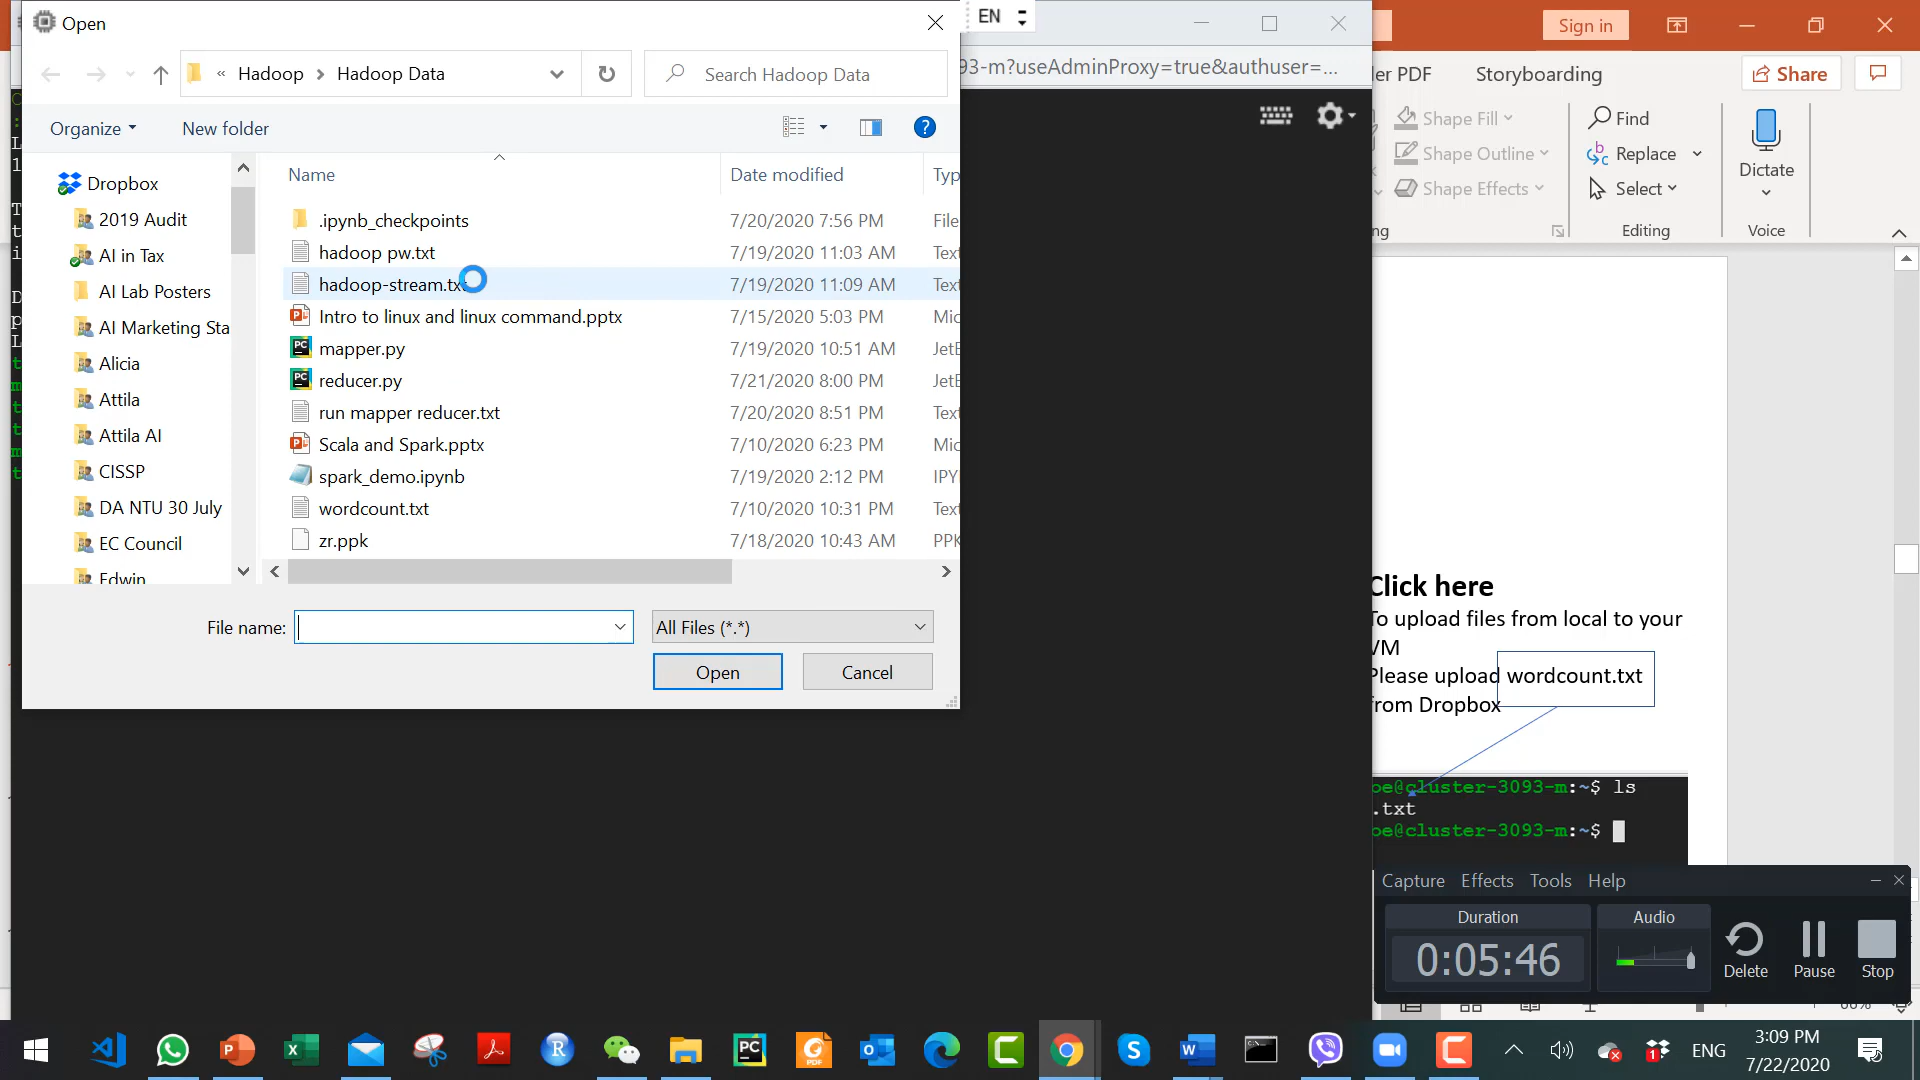 Open
EN
Sign in
« Hadoop > Hadoop Data
Search Hadoop Data
93-m?useAdminProxy=true&authuser=...
er PDF
Storyboarding
Share
Organize
New folder
Shape Fill
Find
Shape Outline
Replace
Dictate
Shape Effects
Select
ng
Editing
Voice
Name
Date modified
Typ
Dropbox
2019 Audit
AI in Tax
AI Lab Posters
AI Marketing Sta
Alicia
Attila
Attila AI
CISSP
DA NTU 30 July
EC Council
Edwin
.ipynb_checkpoints 7/20/2020 7:56 PM File
hadoop pw.txt 7/19/2020 11:03 AM Text
hadoop-stream.txt 7/19/2020 11:09 AM Text
Intro to linux and linux command.pptx 7/15/2020 5:03 PM Mic
mapper.py 7/19/2020 10:51 AM JetE
reducer.py 7/21/2020 8:00 PM JetE
run mapper reducer.txt 7/20/2020 8:51 PM Text
Scala and Spark.pptx 7/10/2020 6:23 PM Mic
spark_demo.ipynb 7/19/2020 2:12 PM IPY
wordcount.txt 7/10/2020 10:31 PM Text
zr.ppk 7/18/2020 10:43 AM PPK
File name:
All Files (*.*)
Open
Cancel
Click here
To upload files from local to your
VM
Please upload wordcount.txt
from Dropbox
oe@cluster-3093-m:~$ ls
.txt
oe@cluster-3093-m:~$
Capture Effects Tools Help
Duration
Audio
0:05:46
Delete
Pause
Stop
ENG
3:09 PM
7/22/2020